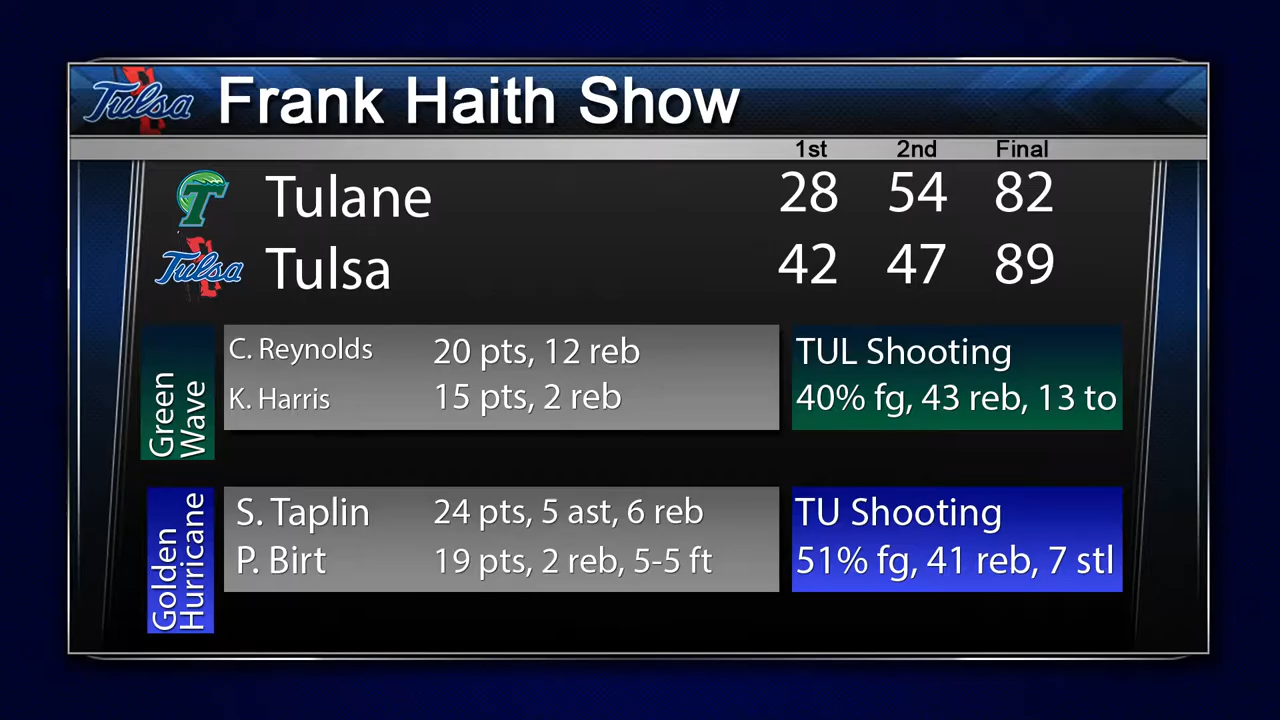 Tulsa Frank Haith Show
1st 2nd Final
T Tulane 28 54 82
Tulsa Tulsa 42 47 89
Green
Wave
C. Reynolds 20 pts, 12 reb
K. Harris 15 pts, 2 reb
TUL Shooting
40% fg, 43 reb, 13 to
Golden
Hurricane
S. Taplin 24 pts, 5 ast, 6 reb
P. Birt 19 pts, 2 reb, 5-5 ft
TU Shooting
51% fg, 41 reb, 7 stl